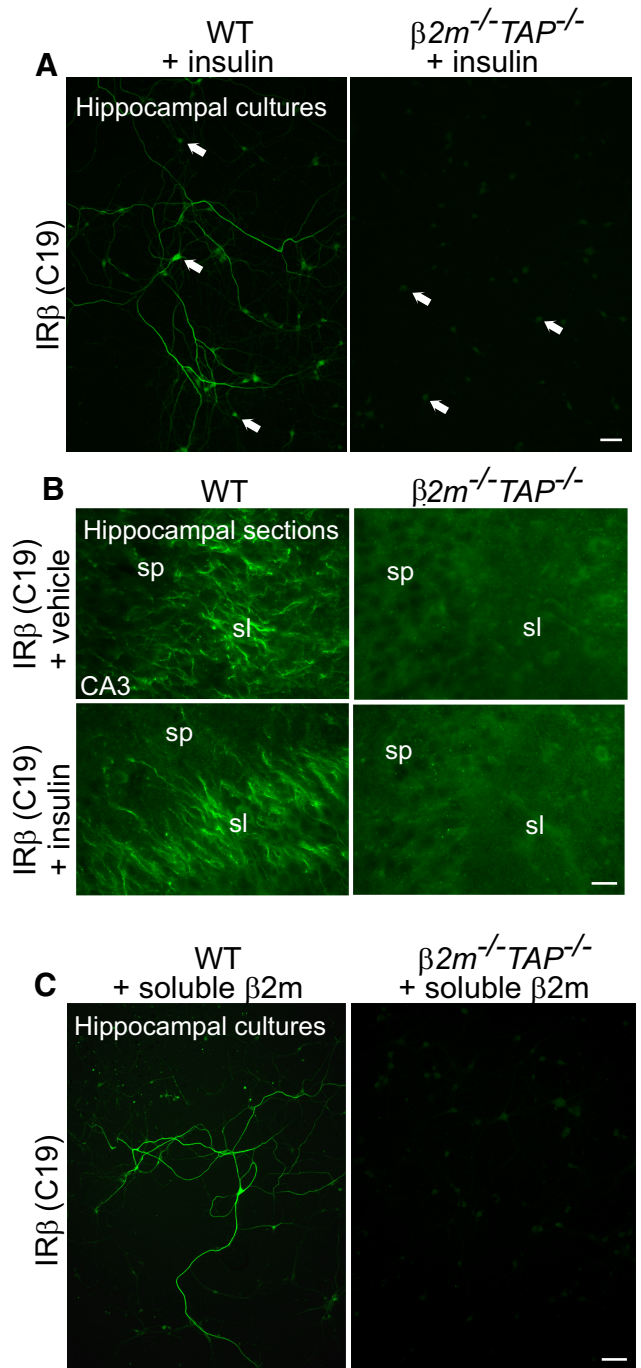 A
WT
+ insulin
β2m-/-TAP-/-
+ insulin
Hippocampal cultures
IRβ (C19)
B
WT
β2m-/-TAP-/-
IRβ (C19)
+ vehicle
Hippocampal sections
sp
sl
CA3
sp
sl
IRβ (C19)
+ insulin
sp
sl
sp
sl
C
WT
+ soluble β2m
β2m-/-TAP-/-
+ soluble β2m
Hippocampal cultures
IRβ (C19)